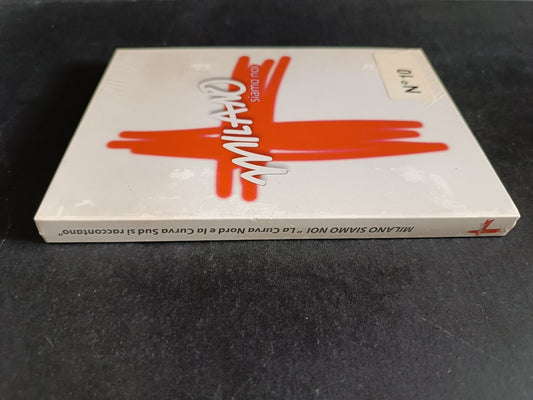 MILANO
siamo noi
N°10
MILANO SIAMO NOI " La Curva Nord e la Curva Sud si raccontano"